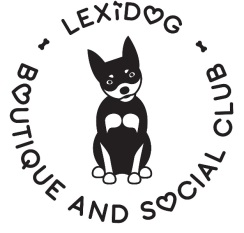 LEXiDOG
BOUTIQUE AND SOCIAL CLUB